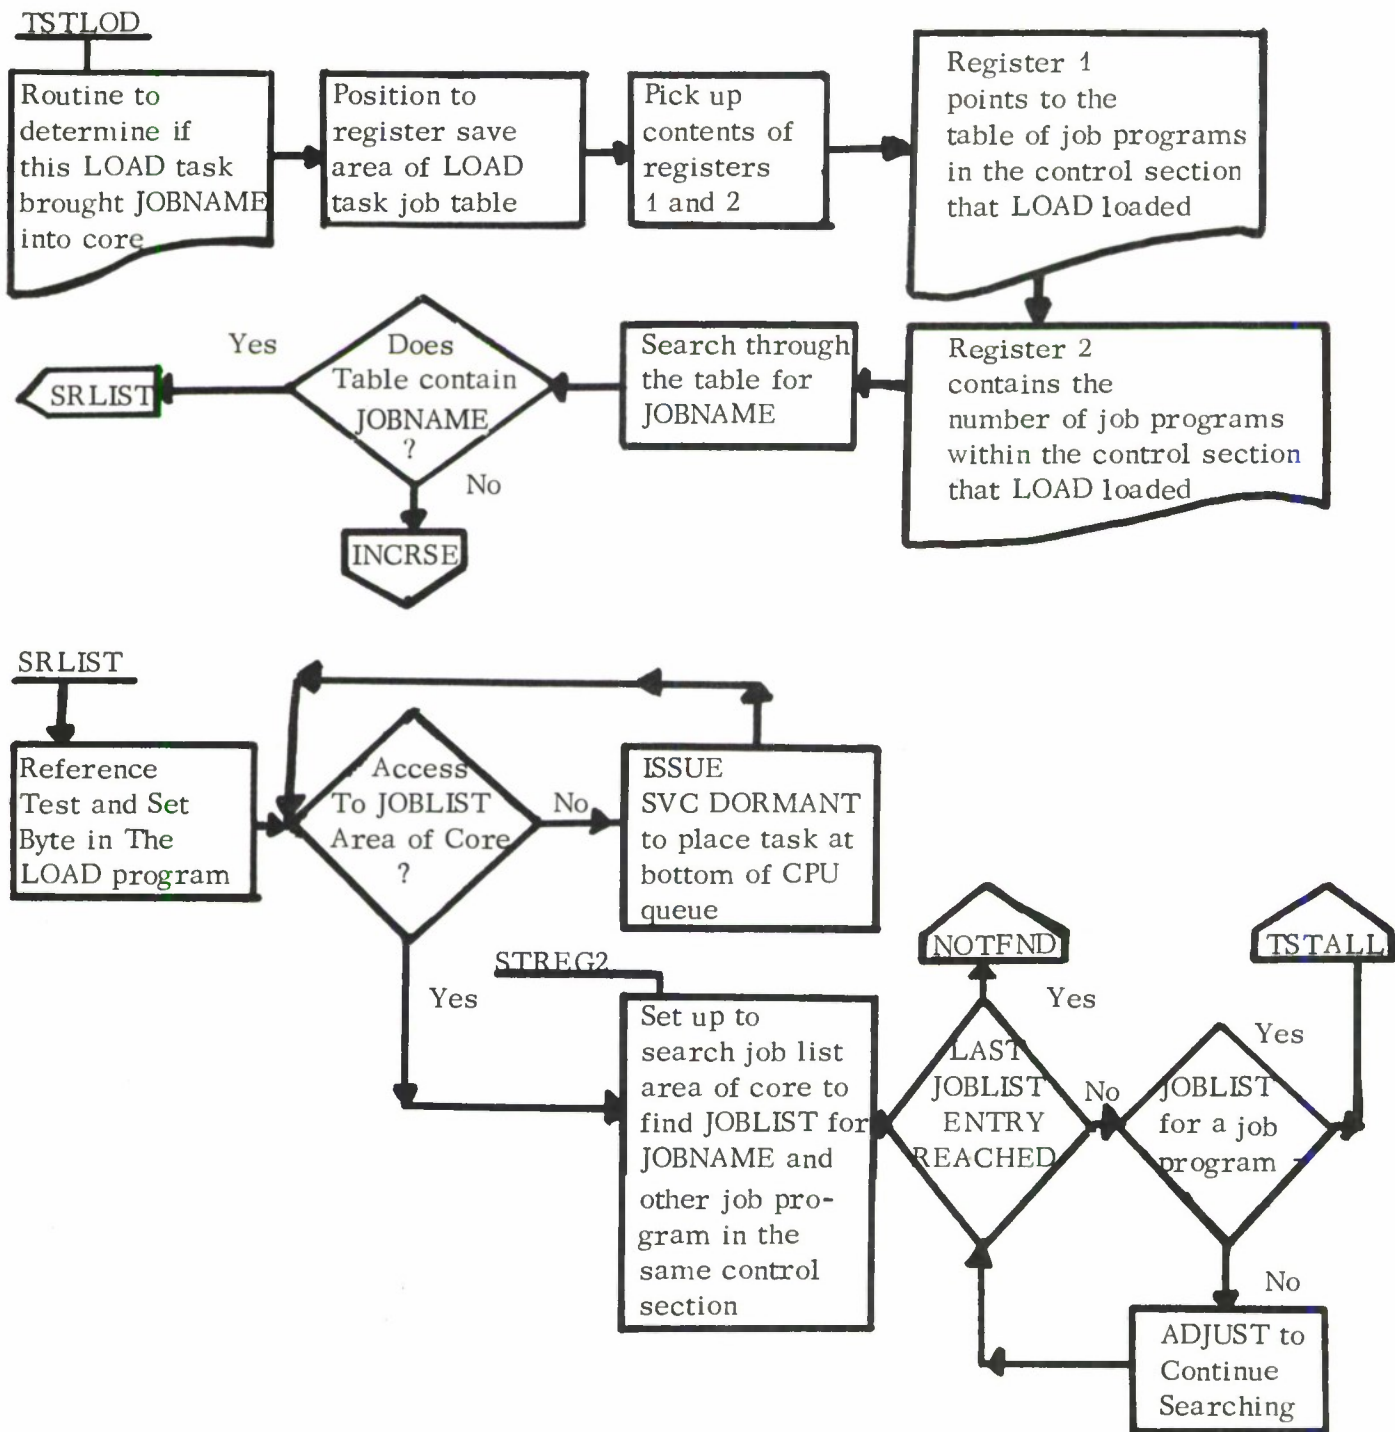 TSTLOD
Routine to
determine if
this LOAD task
brought JOBNAME
into core
Position to
register save
area of LOAD
task job table
Pick up
contents of
registers
1 and 2
Register 1
points to the
table of job programs
in the control section
that LOAD loaded
Register 2
contains the
number of job programs
within the control section
that LOAD loaded
Search through
the table for
JOBNAME
Does
Table contain
JOBNAME
?
Yes
SRLIST
No
INCRSE
SRLIST
Reference
Test and Set
Byte in The
LOAD program
Access
To JOBLIST
Area of Core
?
No
ISSUE
SVC DORMANT
to place task at
bottom of CPU
queue
Yes
STREG2
Set up to
search job list
area of core to
find JOBLIST for
JOBNAME and
other job pro-
gram in the
same control
section
LAST
JOBLIST
ENTRY
REACHED
Yes
NOTFND
No
JOBLIST
for a job
program -
Yes
TSTALL
No
ADJUST to
Continue
Searching